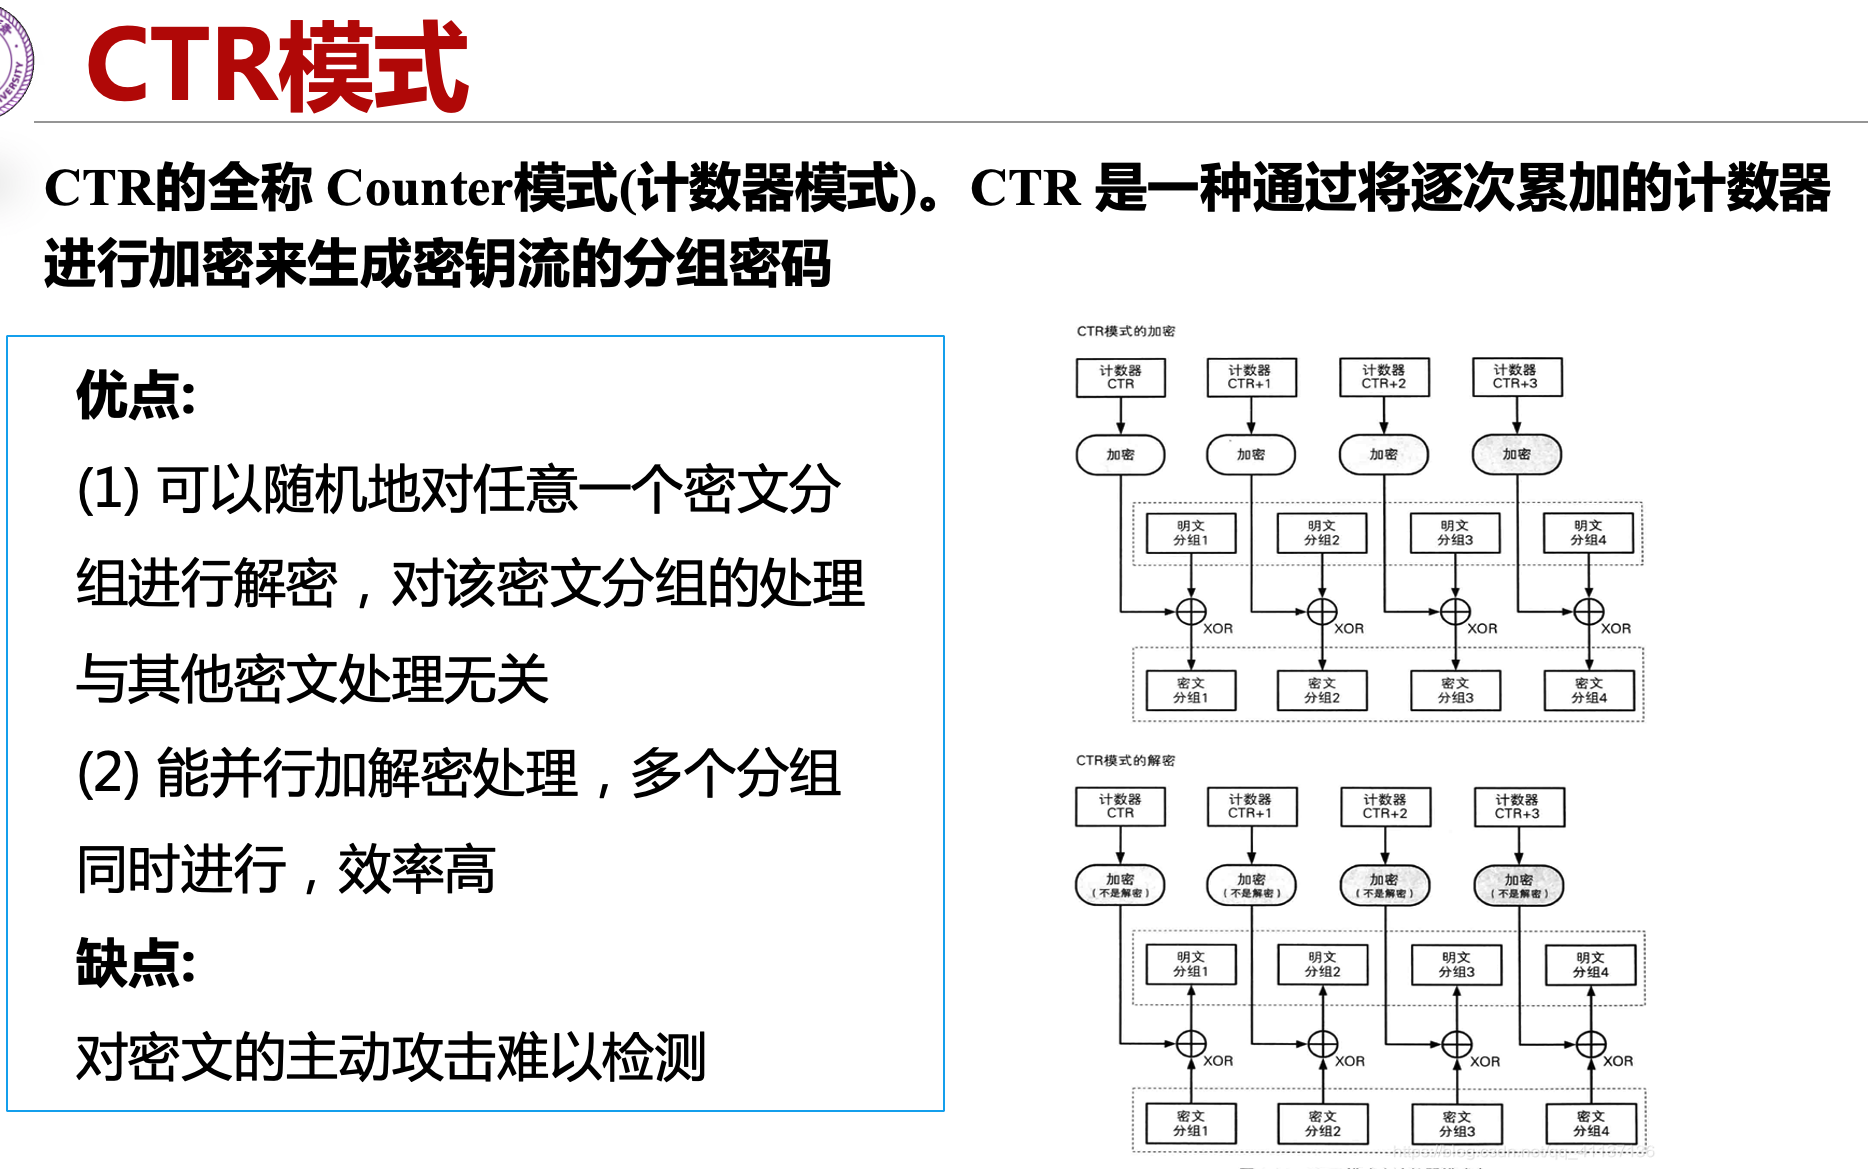 CTR模式
CTR的全称 Counter模式(计数器模式)。CTR 是一种通过将逐次累加的计数器
进行加密来生成密钥流的分组密码
优点:
(1) 可以随机地对任意一个密文分
组进行解密，对该密文分组的处理
与其他密文处理无关
(2) 能并行加解密处理，多个分组
同时进行，效率高
缺点:
对密文的主动攻击难以检测
CTR模式的加密
计数器 计数器 计数器 计数器
CTR CTR+1 CTR+2 CTR+3
加密 加密 加密 加密
明文 明文 明文 明文
分组1 分组2 分组3 分组4
XOR XOR XOR XOR
密文 密文 密文 密文
分组1 分组2 分组3 分组4
CTR模式的解密
计数器 计数器 计数器 计数器
CTR CTR+1 CTR+2 CTR+3
加密 加密 加密 加密
(不是解密) (不是解密) (不是解密) (不是解密)
明文 明文 明文 明文
分组1 分组2 分组3 分组4
XOR XOR XOR XOR
密文 密文 密文 密文
分组1 分组2 分组3 分组4